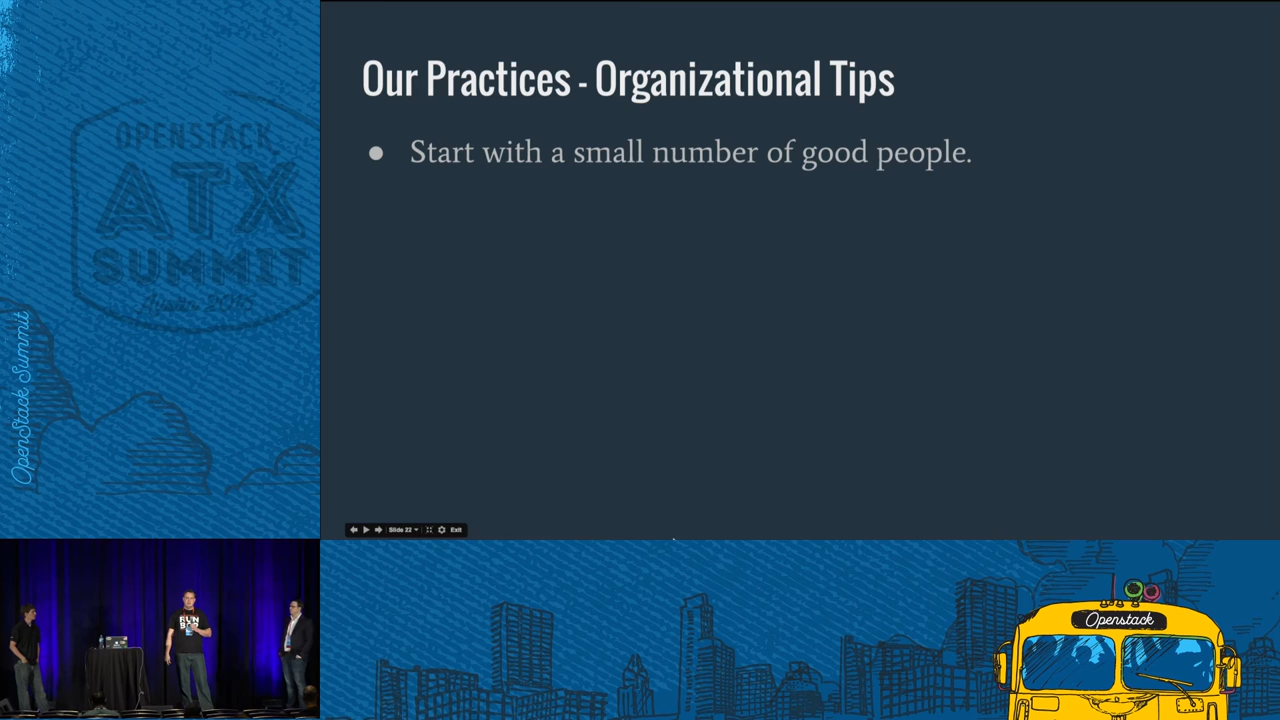 Our Practices - Organizational Tips
● Start with a small number of good people.
OPENSTACK
ATX
SUMMIT
Austin 2016
OpenStack Summit
Slide 22
Exit
RUN
Openstack